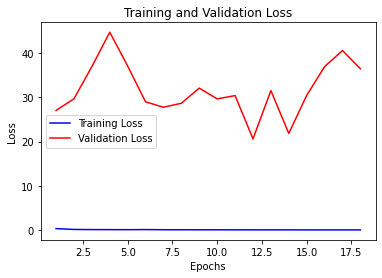 Training and Validation Loss
Loss
40
30
20
10
0
Training Loss
Validation Loss
2.5 5.0 7.5 10.0 12.5 15.0 17.5
Epochs